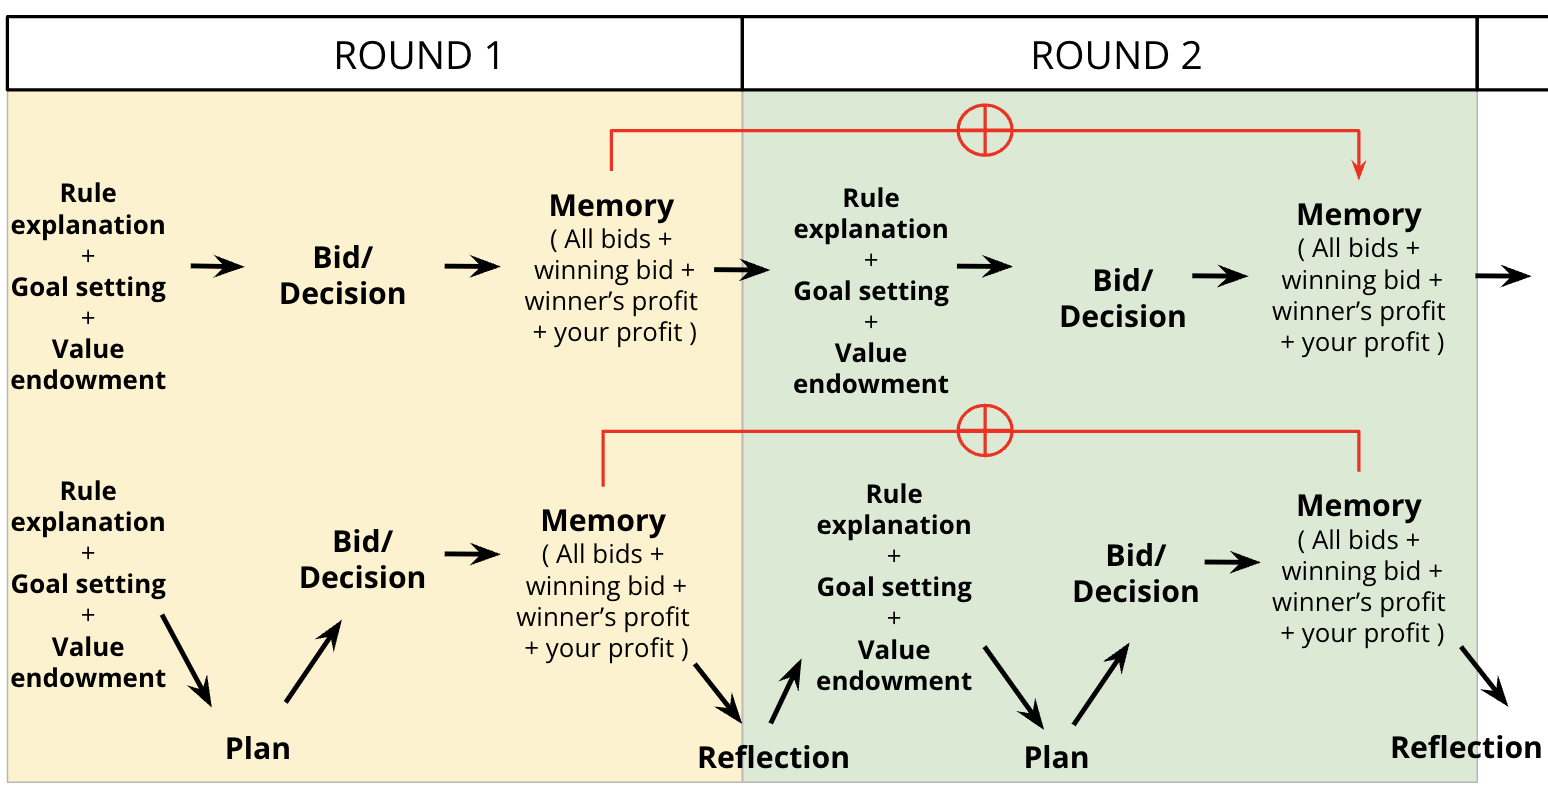 ROUND 1
ROUND 2
Rule
explanation
+
Goal setting
+
Value
endowment
Bid/
Decision
Memory
( All bids +
winning bid +
winner’s profit
+ your profit )
Rule
explanation
+
Goal setting
+
Value
endowment
Bid/
Decision
Memory
( All bids +
winning bid +
winner’s profit
+ your profit )
Rule
explanation
+
Goal setting
+
Value
endowment
Plan
Bid/
Decision
Memory
( All bids +
winning bid +
winner’s profit
+ your profit )
Reflection
Rule
explanation
+
Goal setting
+
Value
endowment
Plan
Bid/
Decision
Memory
( All bids +
winning bid +
winner’s profit
+ your profit )
Reflection